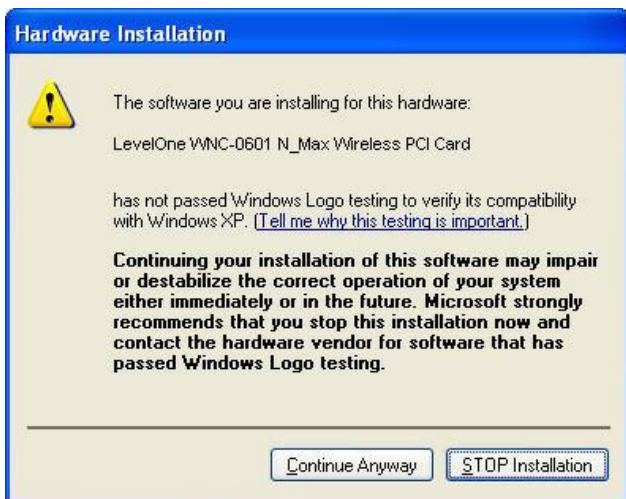 Hardware Installation
The software you are installing for this hardware:
LevelOne WNC-0601 N_Max Wireless PCI Card
has not passed Windows Logo testing to verify its compatibility
with Windows XP. (Tell me why this testing is important.)
Continuing your installation of this software may impair
or destabilize the correct operation of your system
either immediately or in the future. Microsoft strongly
recommends that you stop this installation now and
contact the hardware vendor for software that has
passed Windows Logo testing.
Continue Anyway STOP Installation